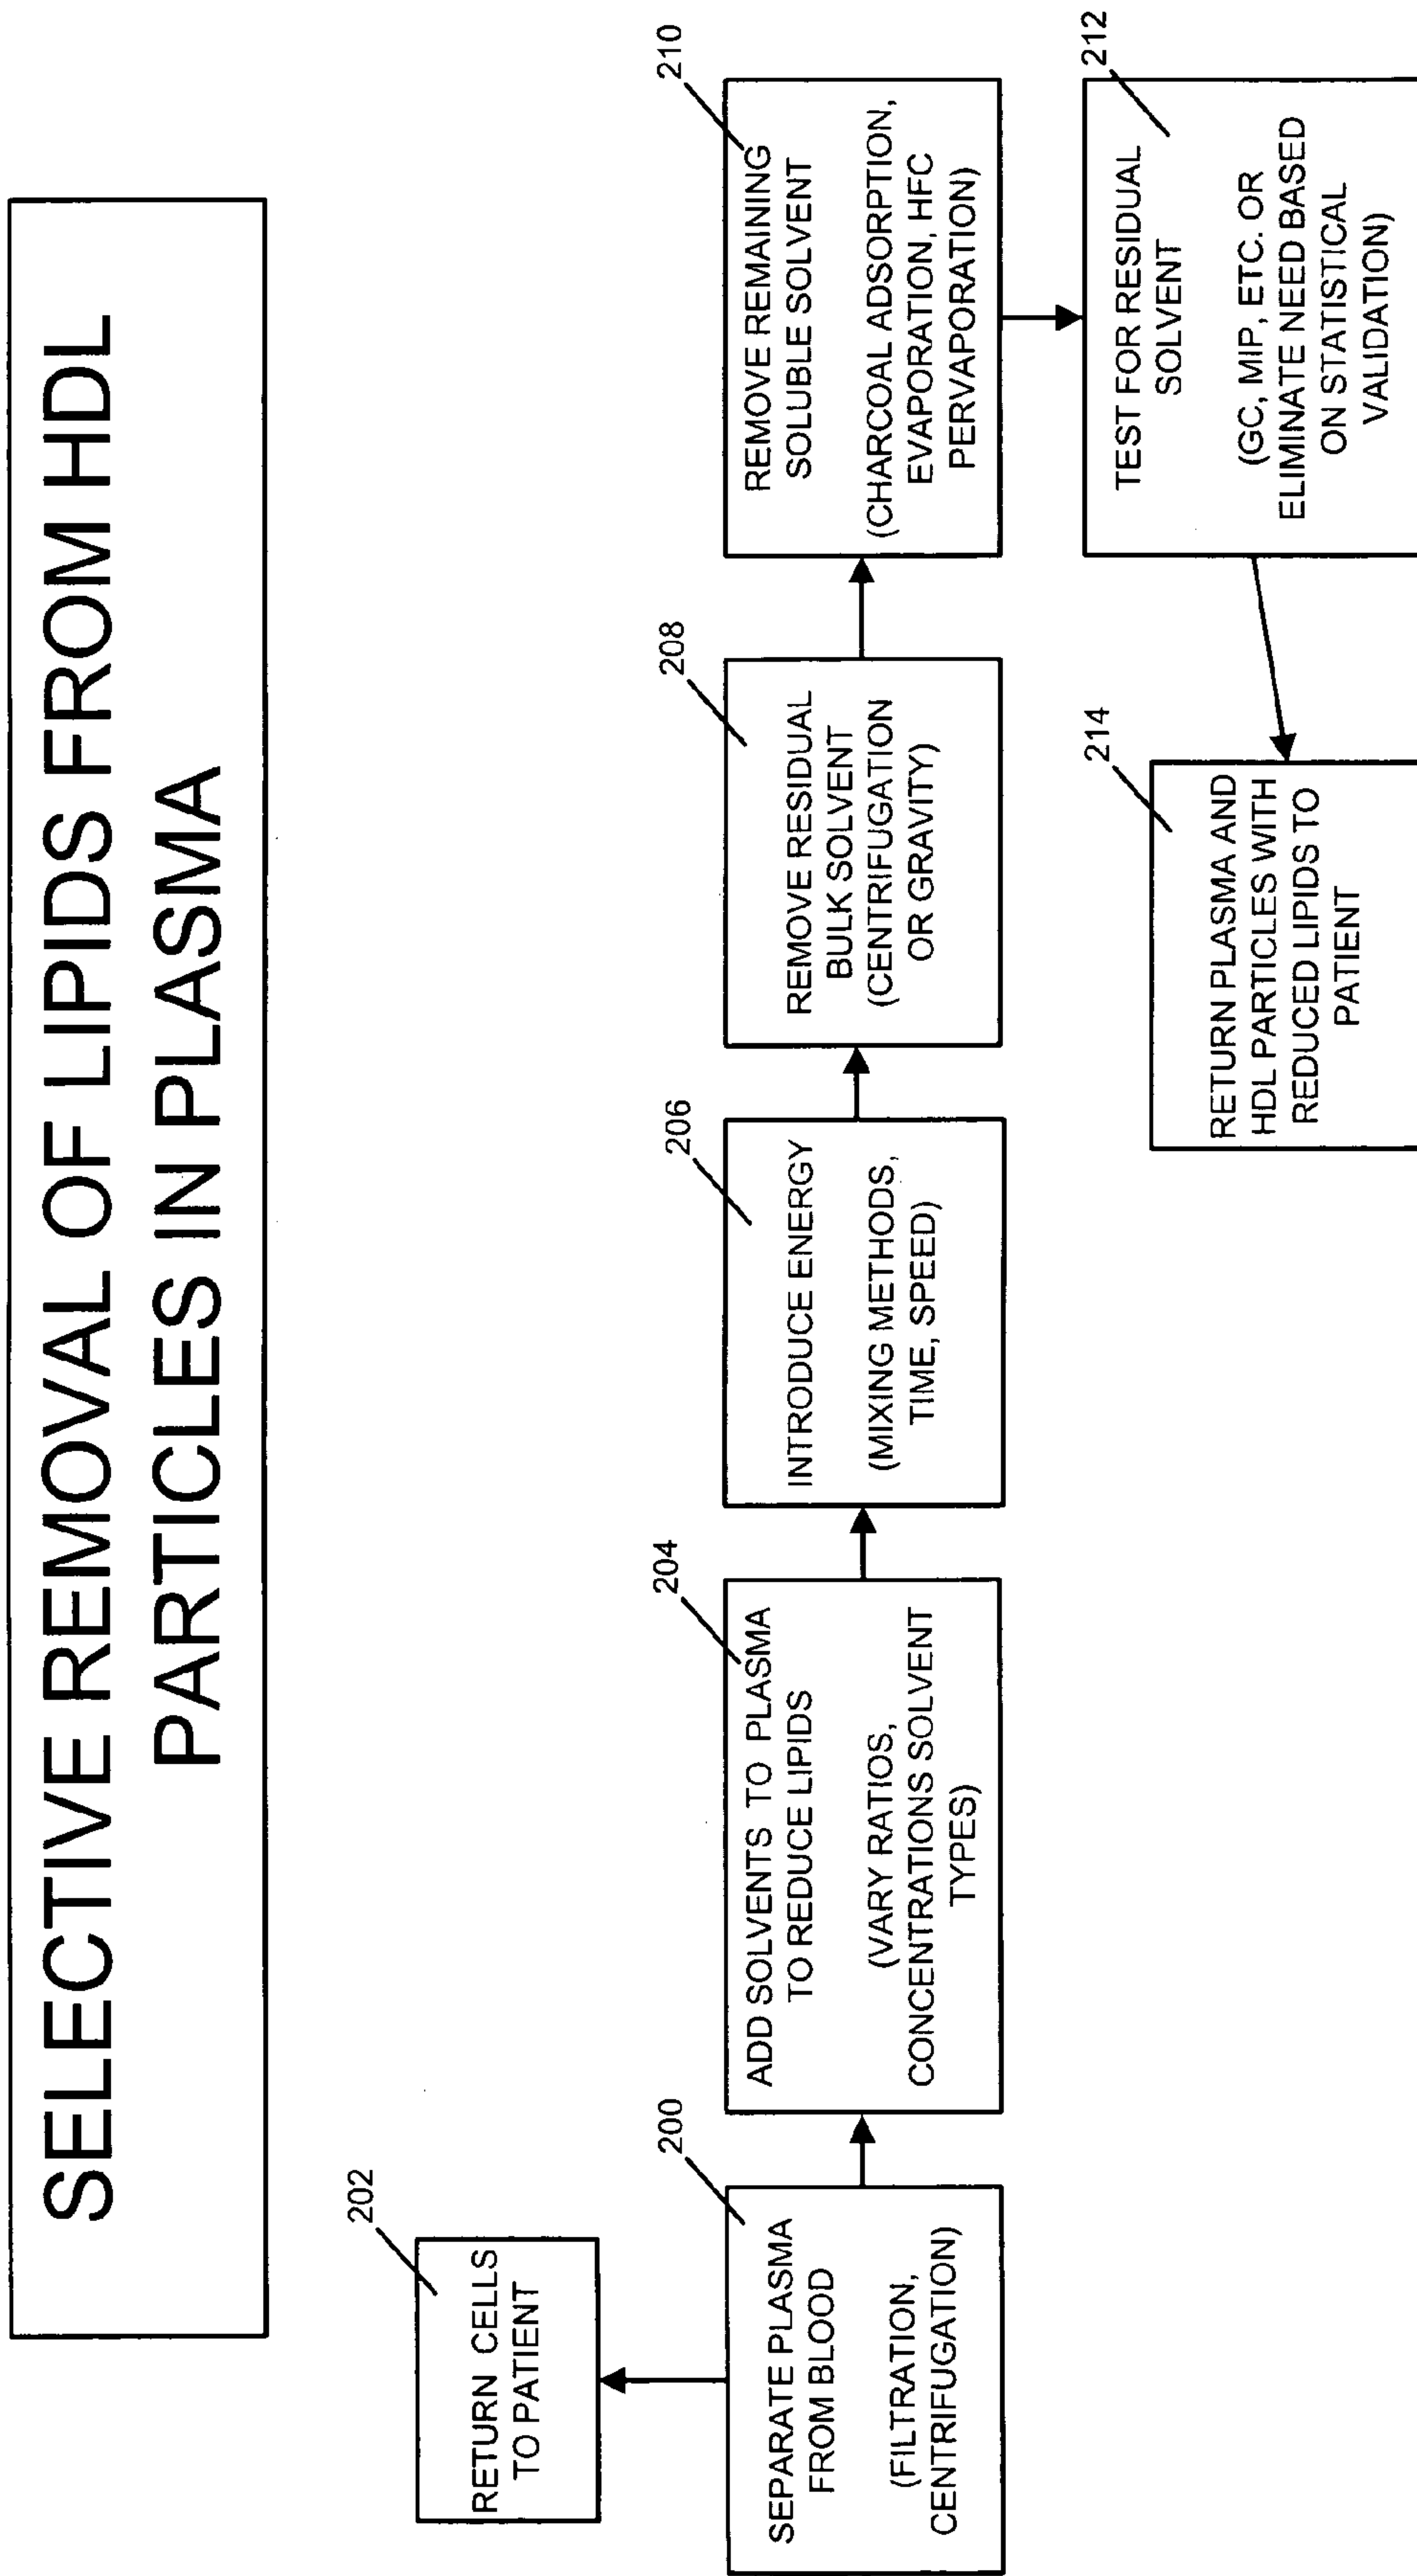 SELECTIVE REMOVAL OF LIPIDS FROM HDL
PARTICLES IN PLASMA
202
RETURN CELLS
TO PATIENT
200
SEPARATE PLASMA
FROM BLOOD
(FILTRATION,
CENTRIFUGATION)
204
ADD SOLVENTS TO PLASMA
TO REDUCE LIPIDS
(VARY RATIOS,
CONCENTRATIONS SOLVENT
TYPES)
206
INTRODUCE ENERGY
(MIXING METHODS,
TIME, SPEED)
208
REMOVE RESIDUAL
BULK SOLVENT
(CENTRIFUGATION
OR GRAVITY)
210
REMOVE REMAINING
SOLUBLE SOLVENT
(CHARCOAL ADSORPTION,
EVAPORATION, HFC
PERVAPORATION)
212
TEST FOR RESIDUAL
SOLVENT
(GC, MIP, ETC. OR
ELIMINATE NEED BASED
ON STATISTICAL
VALIDATION)
214
RETURN PLASMA AND
HDL PARTICLES WITH
REDUCED LIPIDS TO
PATIENT